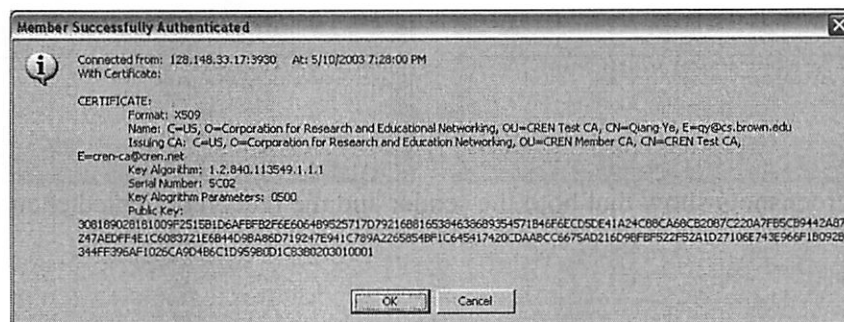 Member Successfully Authenticated
Connected from: 128.148.33.17:3930 At: 5/10/2003 7:28:00 PM
With Certificate:
CERTIFICATE:
Format: X509
Name: C=US, O=Corporation for Research and Educational Networking, OU=CREN Test CA, CN=Qiang Ye, E=qy@cs.brown.edu
Issuing CA: C=US, O=Corporation for Research and Education Networking, OU=CREN Member CA, CN=CREN Test CA,
E=cren-ca@cren.net
Key Algorithm: 1.2.840.113549.1.1.1
Serial Number: 5C02
Key Alogrithm Parameters: 0500
Public Key:
OK
Cancel